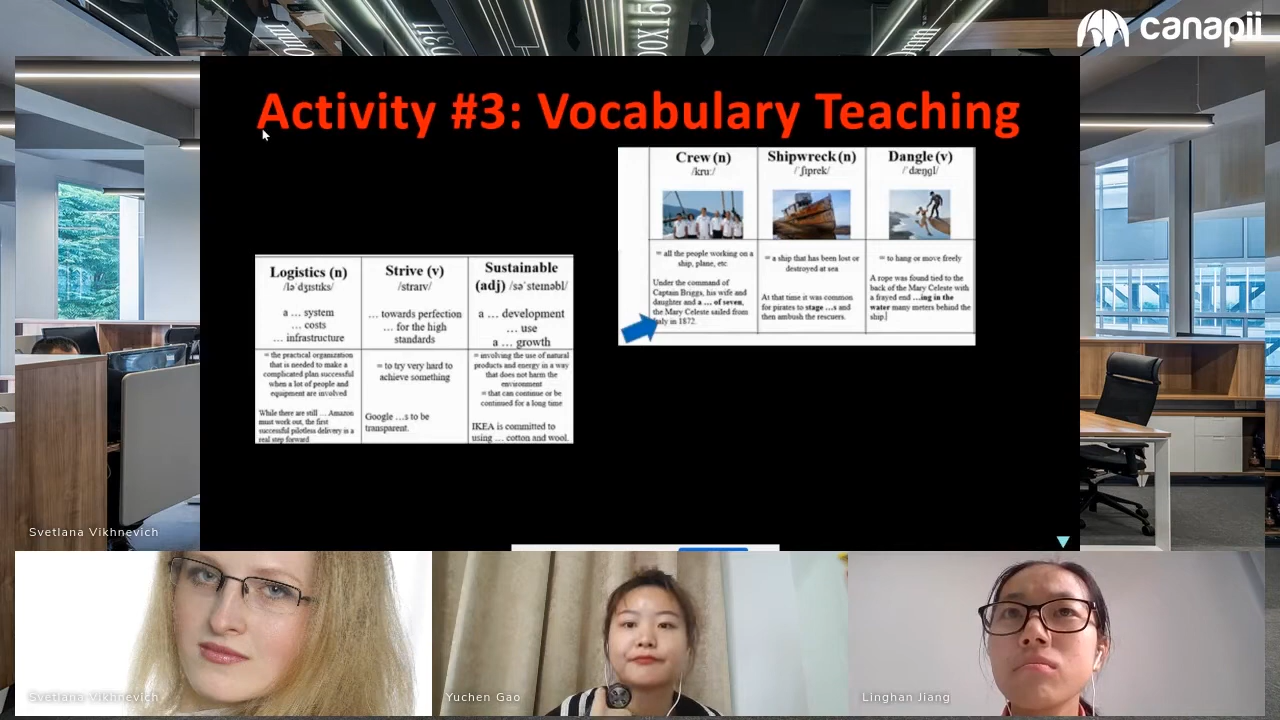 canapii
Activity #3: Vocabulary Teaching
Crew (n)
/kruː/
Shipwreck (n)
/ˈʃɪprek/
Dangle (v)
/ˈdæŋɡl/
= all the people working on a
ship, plane, etc
Under the command of
Captain Briggs, his wife and
daughter and a … of seven,
the Mary Celeste sailed from
Italy in 1872.
= a ship that has been lost or
destroyed at sea
At that time it was common
for pirates to stage …s and
then ambush the rescuers.
= to hang or move freely
A rope was found tied to the
back of the Mary Celeste with
a frayed end …ing in the
water many meters behind the
ship.
Logistics (n)
/ləˈdʒɪstɪks/
a … system
… costs
… infrastructure
Strive (v)
/straɪv/
… towards perfection
… for the high
standards
Sustainable
(adj) /səˈsteɪnəbl/
a … development
… use
a … growth
= the practical organization
that is needed to make a
complicated plan successful
when a lot of people and
equipment are involved
While there are still … Amazon
must work out, the first
successful pilotless delivery is a
real step forward
= to try very hard to
achieve something
Google …s to be
transparent.
= involving the use of natural
products and energy in a way
that does not harm the
environment
= that can continue or be
continued for a long time
IKEA is committed to
using … cotton and wool.
Svetlana Vikhnevich
Svetlana Vikhnevich
Yuchen Gao
Linghan Jiang